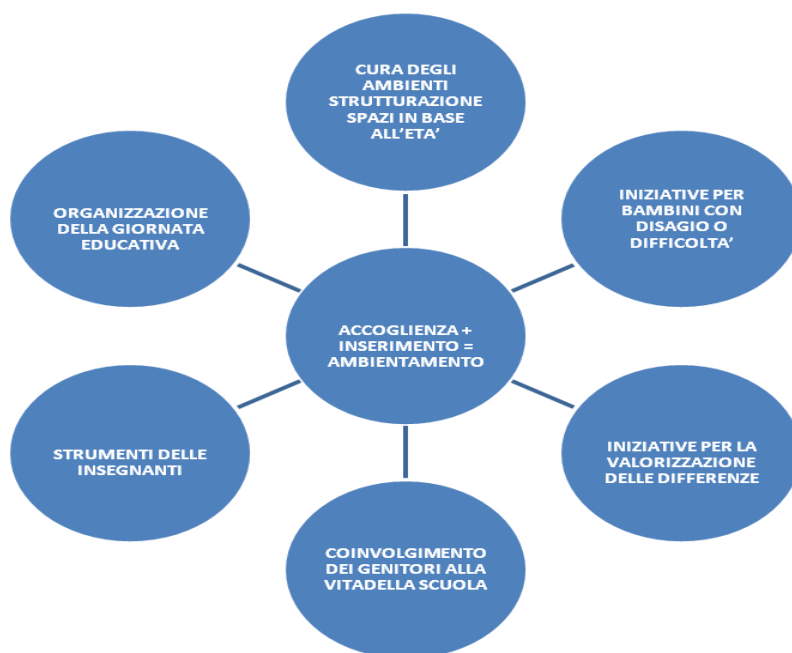 CURA DEGLI
AMBIENTI
STRUTTURAZIONE
SPAZI IN BASE
ALL'ETA'
INIZIATIVE PER
BAMBINI CON
DISAGIO O
DIFFICOLTA'
ORGANIZZAZIONE
DELLA GIORNATA
EDUCATIVA
ACCOGLIENZA +
INSERIMENTO =
AMBIENTAMENTO
STRUMENTI DELLE
INSEGNANTI
INIZIATIVE PER LA
VALORIZZAZIONE
DELLE DIFFERENZE
COINVOLGIMENTO
DEI GENITORI ALLA
VITADELLA SCUOLA